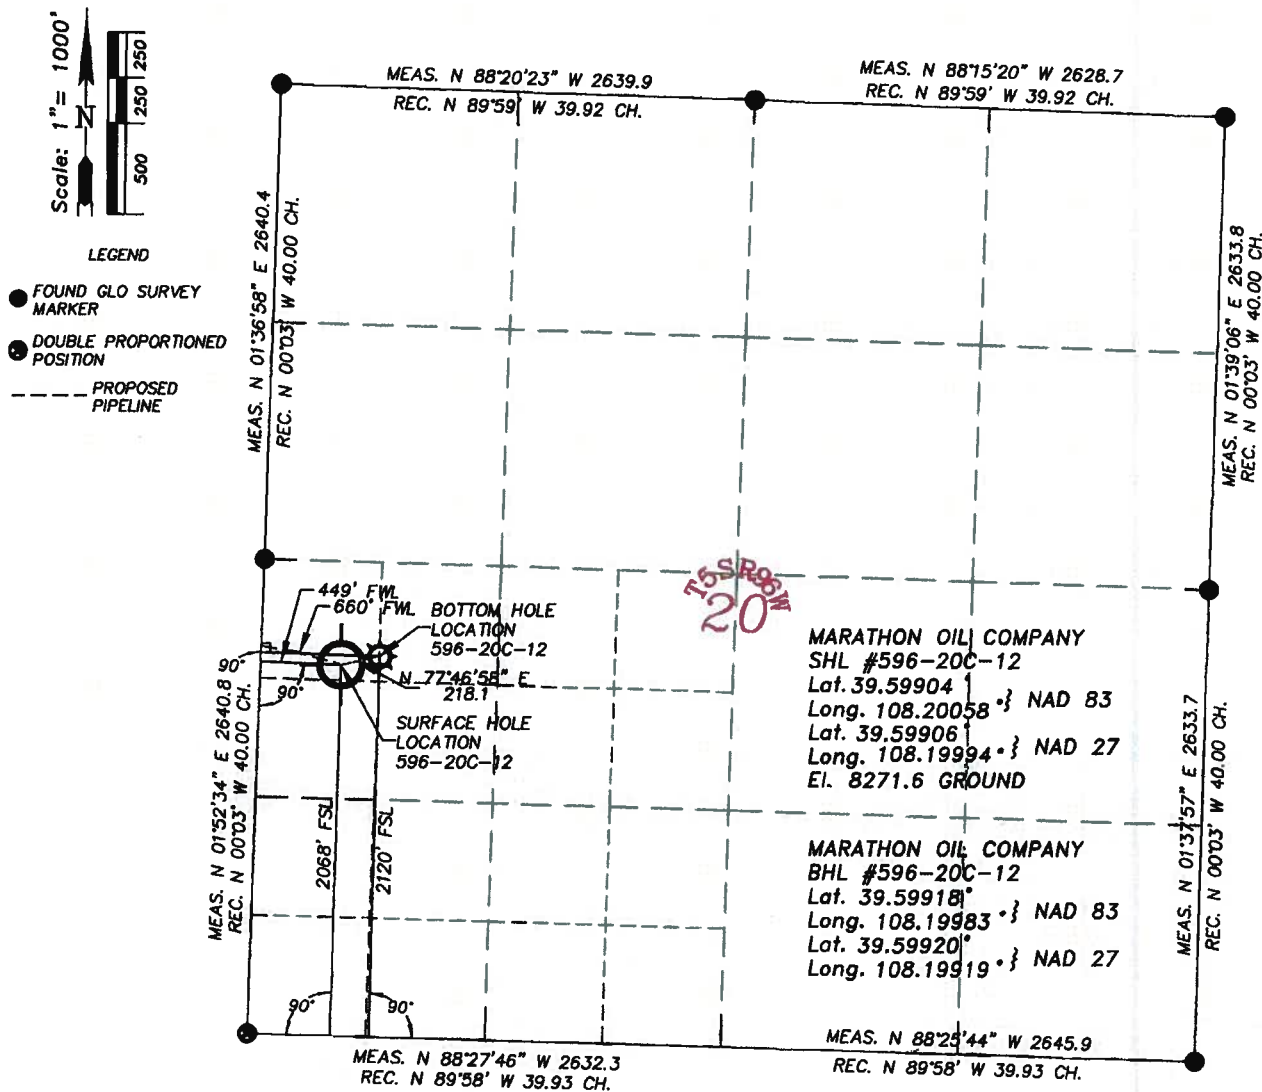 Scale: 1"= 1000'
N
500
250
250
LEGEND
FOUND GLO SURVEY
MARKER
DOUBLE PROPORTIONED
POSITION
PROPOSED
PIPELINE
MEAS. N 88°20'23" W 2639.9
REC. N 89°59' W 39.92 CH.
MEAS. N 88°15'20" W 2628.7
REC. N 89°59' W 39.92 CH.
MEAS. N 01°36'58" E 2640.4
REC. N 00°03' W 40.00 CH.
MEAS. N 01°39'06" E 2633.8
REC. N 00°03' W 40.00 CH.
T5SR96W
20
449' FWL
660' FWL
BOTTOM HOLE
LOCATION
596-20C-12
90°
90°
N 77°46'58" E
218.1
SURFACE HOLE
LOCATION
596-20C-12
MEAS. N 01°52'34" E 2640.8
REC. N 00°03' W 40.00 CH.
2068' FSL
2120' FSL
90°
90°
MARATHON OIL COMPANY
SHL #596-20C-12
Lat. 39.59904°
Long. 108.20058° } NAD 83
Lat. 39.59906°
Long. 108.19994° } NAD 27
El. 8271.6 GROUND
MARATHON OIL COMPANY
BHL #596-20C-12
Lat. 39.59918°
Long. 108.19983° } NAD 83
Lat. 39.59920°
Long. 108.19919° } NAD 27
MEAS. N 01°37'57" E 2633.7
REC. N 00°03' W 40.00 CH.
MEAS. N 88°27'46" W 2632.3
REC. N 89°58' W 39.93 CH.
MEAS. N 88°25'44" W 2645.9
REC. N 89°58' W 39.93 CH.